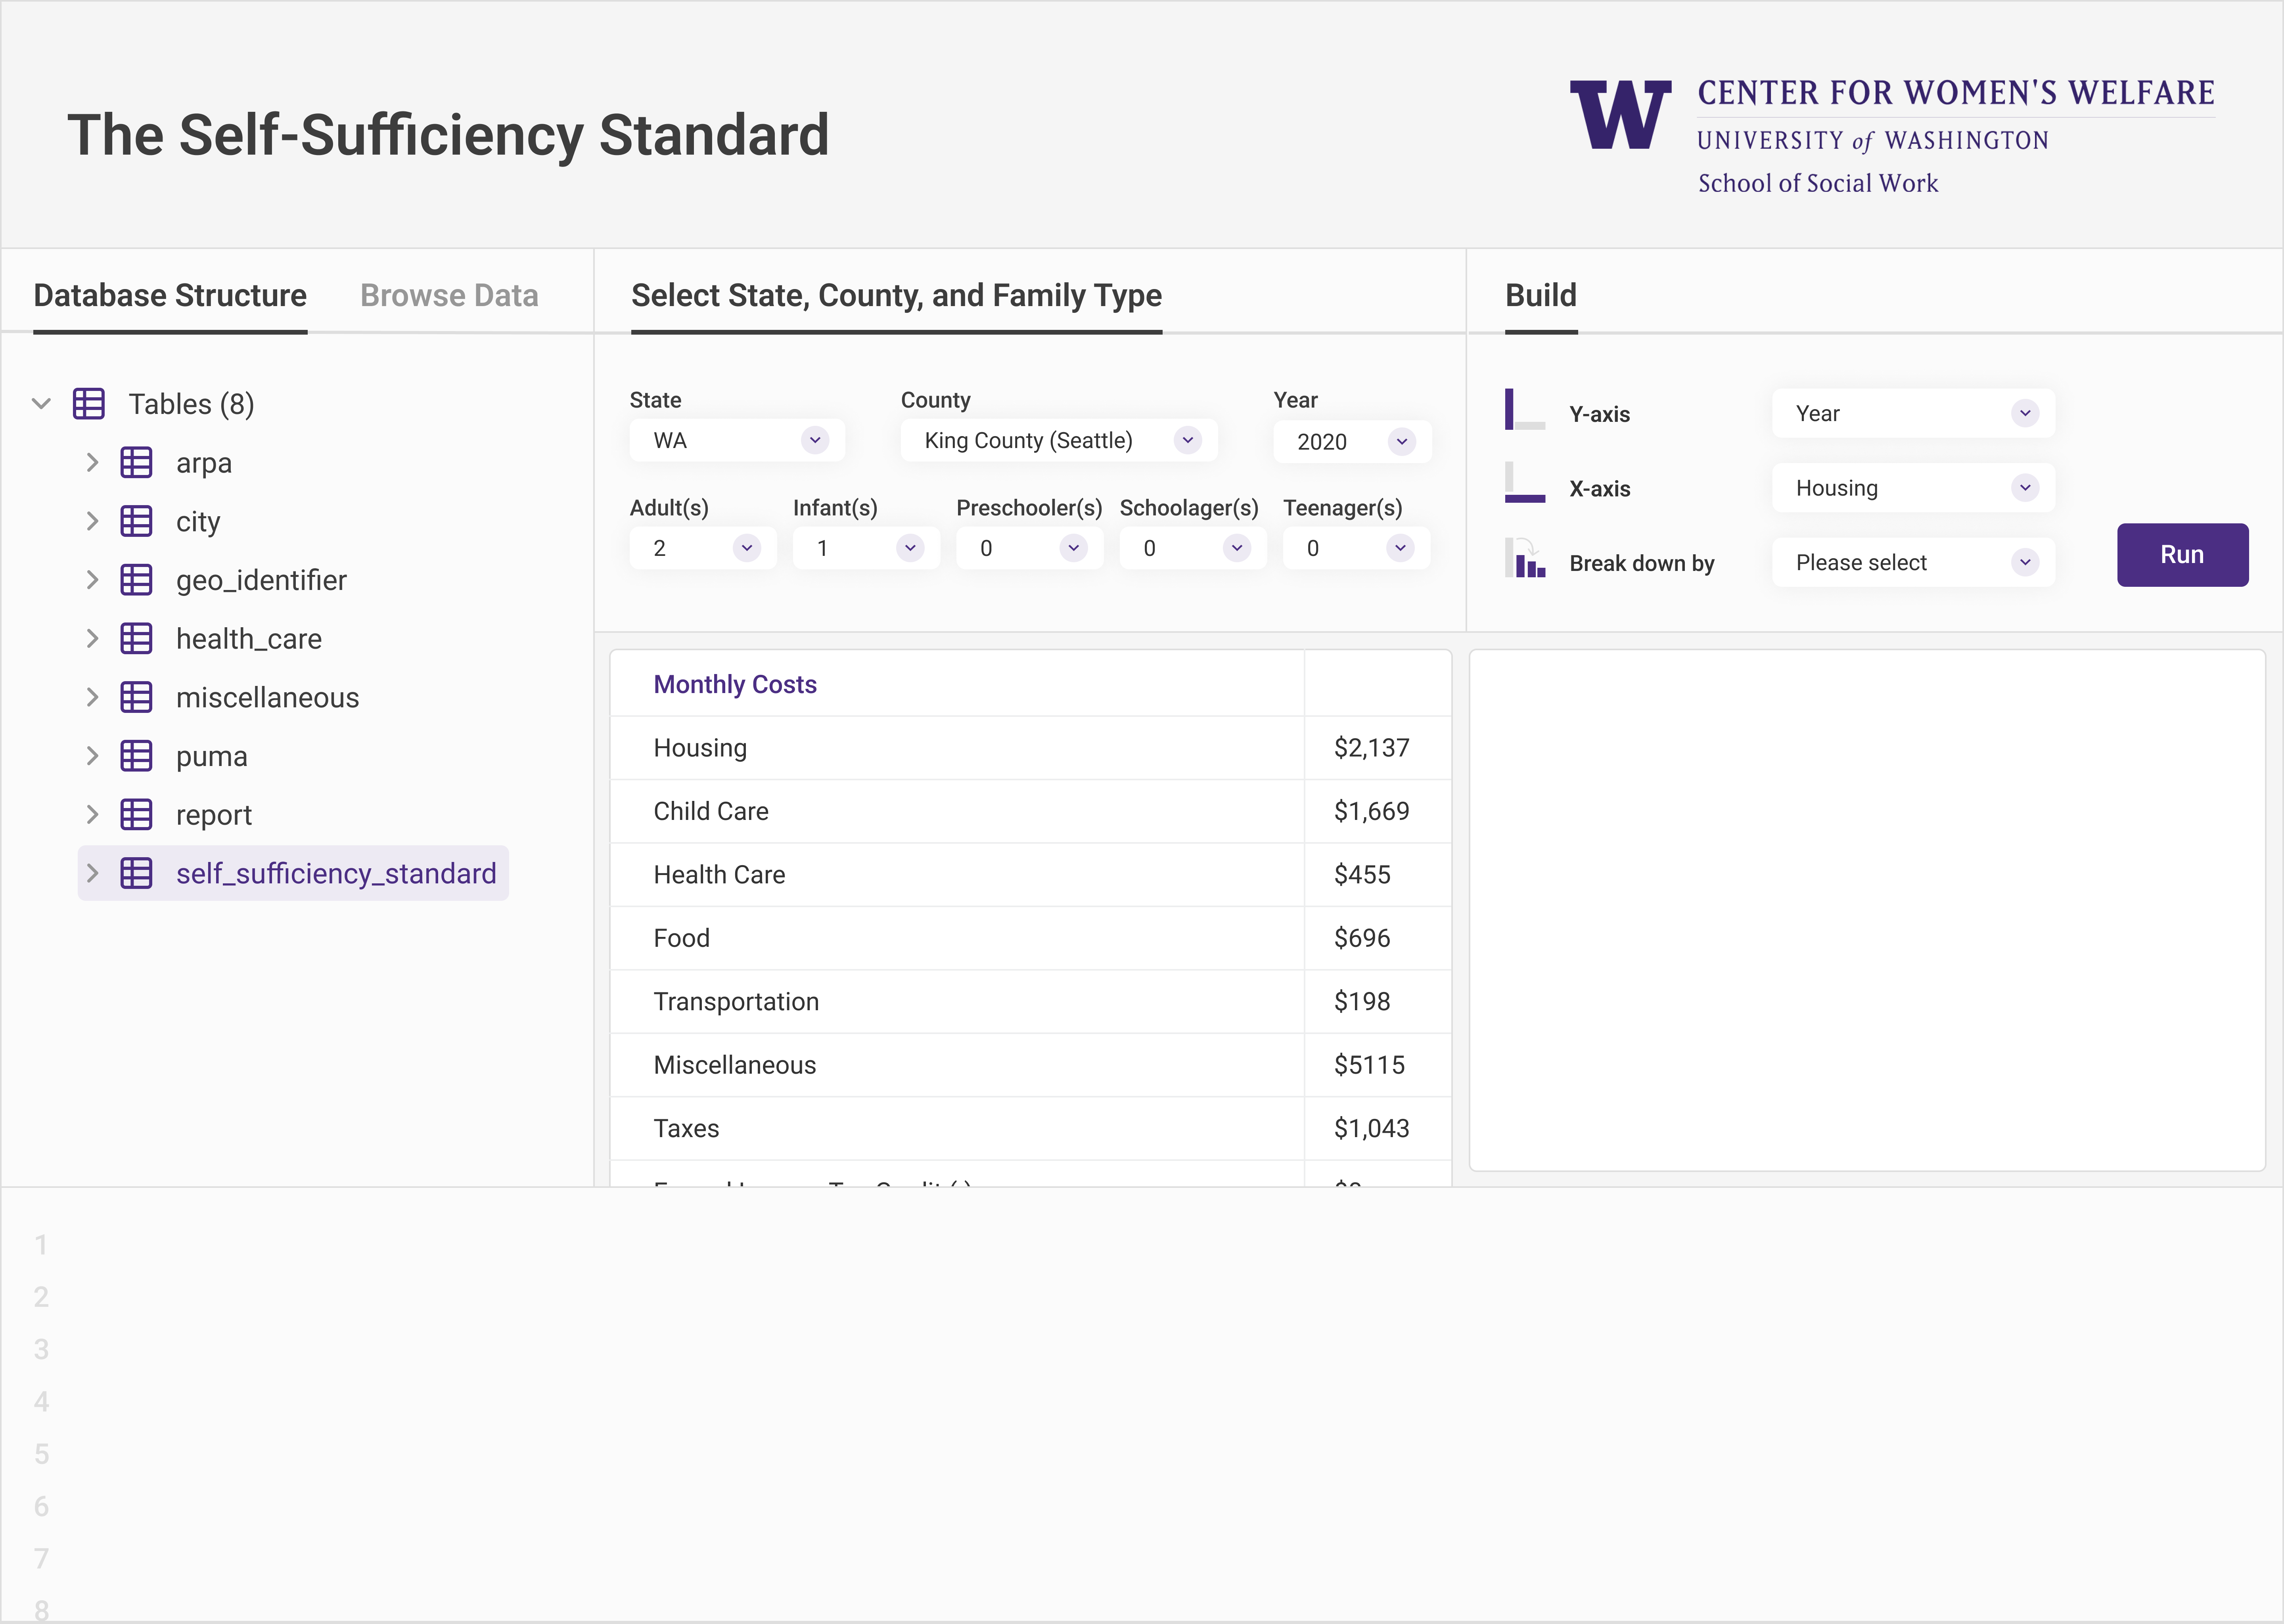 The Self-Sufficiency Standard
W
CENTER FOR WOMEN'S WELFARE
UNIVERSITY of WASHINGTON
School of Social Work
Database Structure
Browse Data
Tables (8)
arpa
city
geo_identifier
health_care
miscellaneous
puma
report
self_sufficiency_standard
Select State, County, and Family Type
State
County
Year
WA
King County (Seattle)
2020
Adult(s)
Infant(s)
Preschooler(s)
Schoolager(s)
Teenager(s)
2
1
0
0
0
Monthly Costs
Housing $2,137
Child Care $1,669
Health Care $455
Food $696
Transportation $198
Miscellaneous $5115
Taxes $1,043
Build
Y-axis
Year
X-axis
Housing
Break down by
Please select
Run
1
2
3
4
5
6
7
8